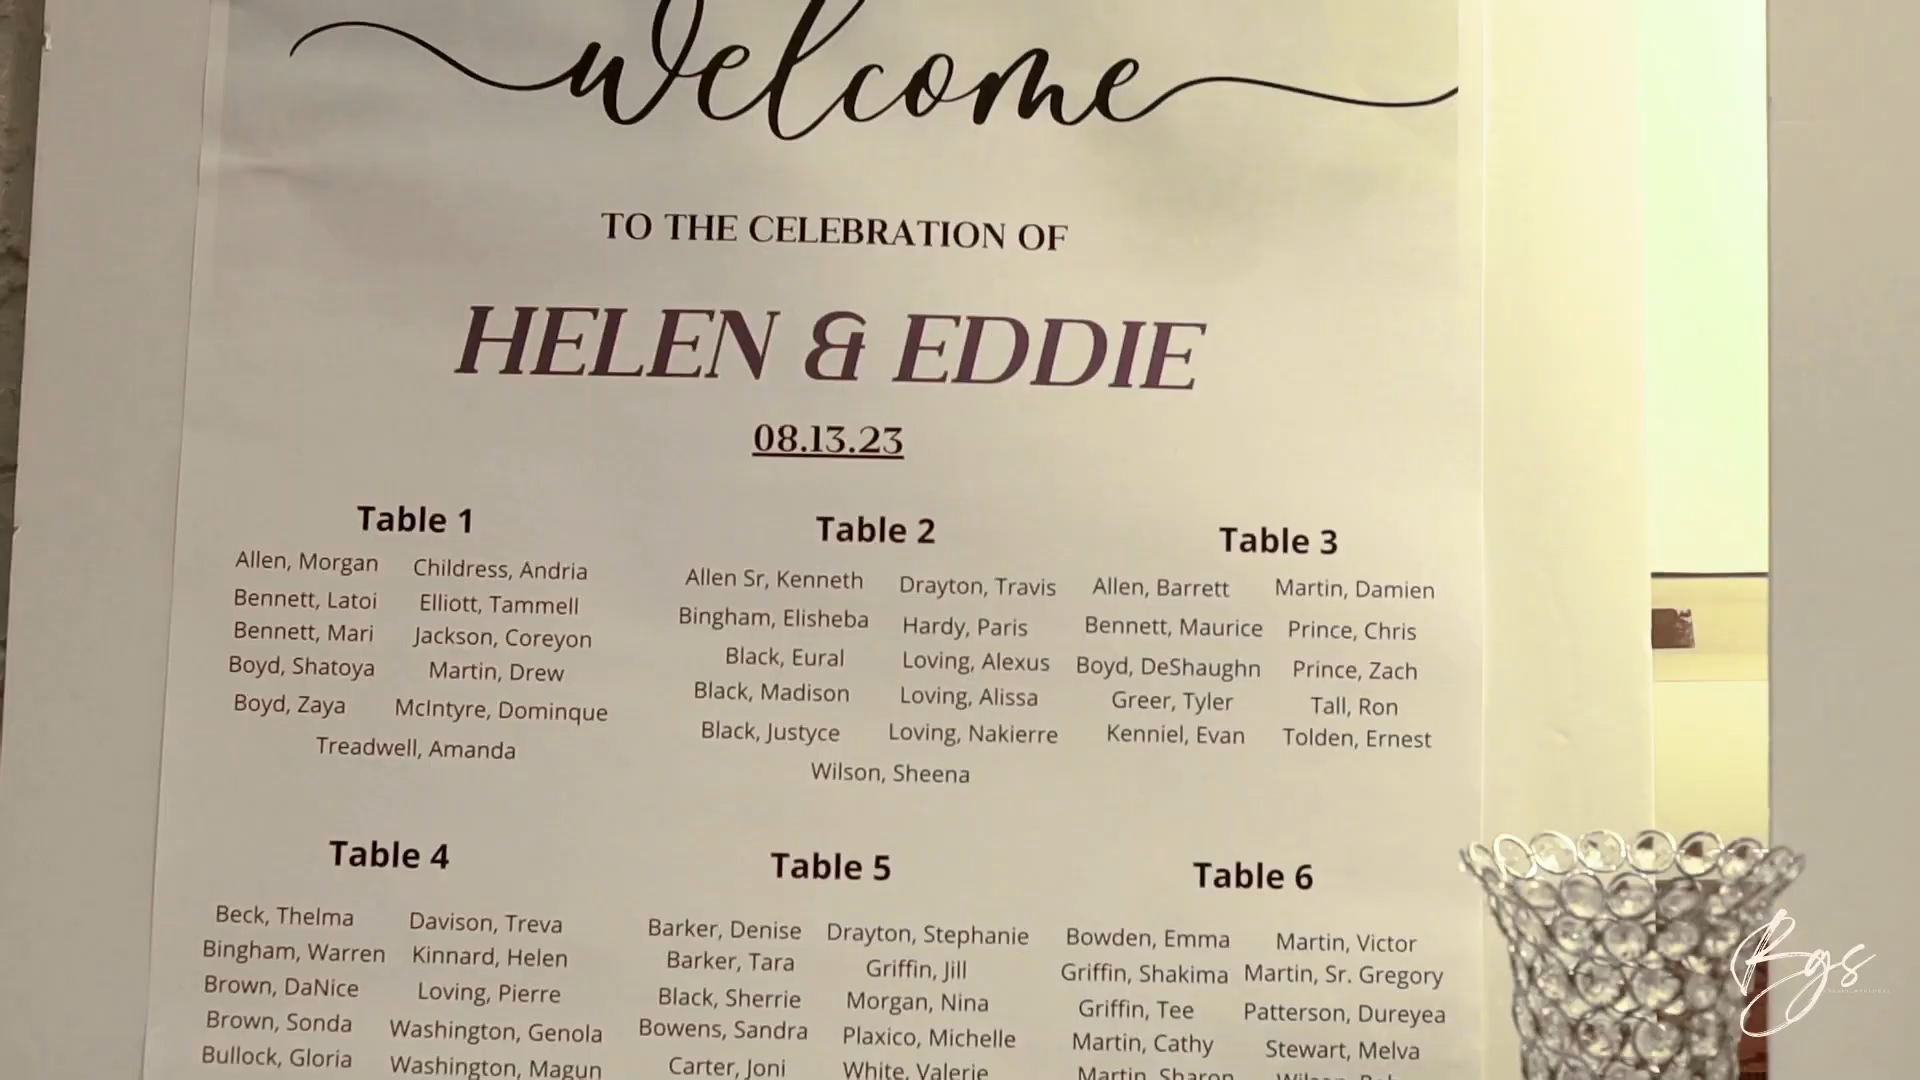 welcome
TO THE CELEBRATION OF
HELEN & EDDIE
08.13.23
Table 1
Allen, Morgan
Bennett, Latoi
Bennett, Mari
Boyd, Shatoya
Boyd, Zaya
Childress, Andria
Elliott, Tammell
Jackson, Coreyon
Martin, Drew
McIntyre, Dominque
Treadwell, Amanda
Table 2
Allen Sr, Kenneth
Bingham, Elisheba
Black, Eural
Black, Madison
Black, Justyce
Drayton, Travis
Hardy, Paris
Loving, Alexus
Loving, Alissa
Loving, Nakierre
Wilson, Sheena
Table 3
Allen, Barrett
Bennett, Maurice
Boyd, DeShaughn
Greer, Tyler
Kenniel, Evan
Martin, Damien
Prince, Chris
Prince, Zach
Tall, Ron
Tolden, Ernest
Table 4
Beck, Thelma
Bingham, Warren
Brown, DaNice
Brown, Sonda
Bullock, Gloria
Davison, Treva
Kinnard, Helen
Loving, Pierre
Washington, Genola
Washington, Magun
Table 5
Barker, Denise
Barker, Tara
Black, Sherrie
Bowens, Sandra
Carter, Joni
Drayton, Stephanie
Griffin, Jill
Morgan, Nina
Plaxico, Michelle
White, Valerie
Table 6
Bowden, Emma
Griffin, Shakima
Griffin, Tee
Martin, Cathy
Martin, Sharon
Martin, Victor
Martin, Sr. Gregory
Patterson, Dureyea
Stewart, Melva
Bgs